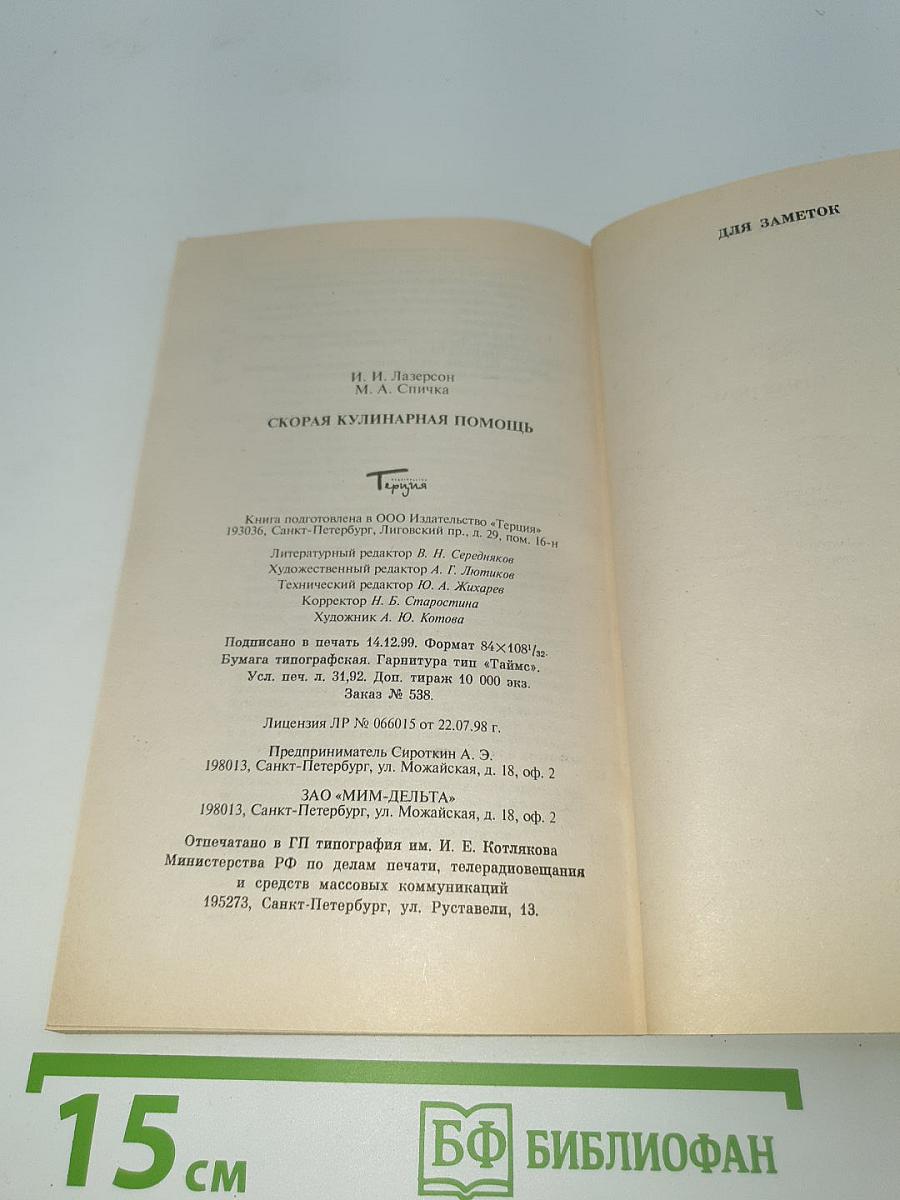 И. И. Лазерсон
М. А. Спичка
СКОРАЯ КУЛИНАРНАЯ ПОМОЩЬ
издательство
Терция
Книга подготовлена в ООО Издательство «Терция»
193036, Санкт-Петербург, Лиговский пр., д. 29, пом. 16-н
Литературный редактор В. Н. Середняков
Художественный редактор А. Г. Лютиков
Технический редактор Ю. А. Жихарев
Корректор Н. Б. Старостина
Художник А. Ю. Котова
Подписано в печать 14.12.99. Формат 84×108¹/₃₂.
Бумага типографская. Гарнитура тип «Таймс».
Усл. печ. л. 31,92. Доп. тираж 10 000 экз.
Заказ № 538.
Лицензия ЛР № 066015 от 22.07.98 г.
Предприниматель Сироткин А. Э.
198013, Санкт-Петербург, ул. Можайская, д. 18, оф. 2
ЗАО «МИМ-ДЕЛЬТА»
198013, Санкт-Петербург, ул. Можайская, д. 18, оф. 2
Отпечатано в ГП типография им. И. Е. Котлякова
Министерства РФ по делам печати, телерадиовещания
и средств массовых коммуникаций
195273, Санкт-Петербург, ул. Руставели, 13.
ДЛЯ ЗАМЕТОК
15 см
БФ БИБЛИОФАН